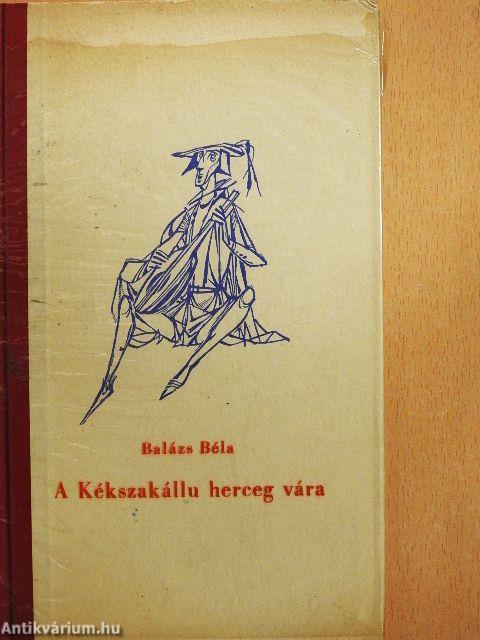 Balázs Béla
A Kékszakállu herceg vára
Antikvárium.hu